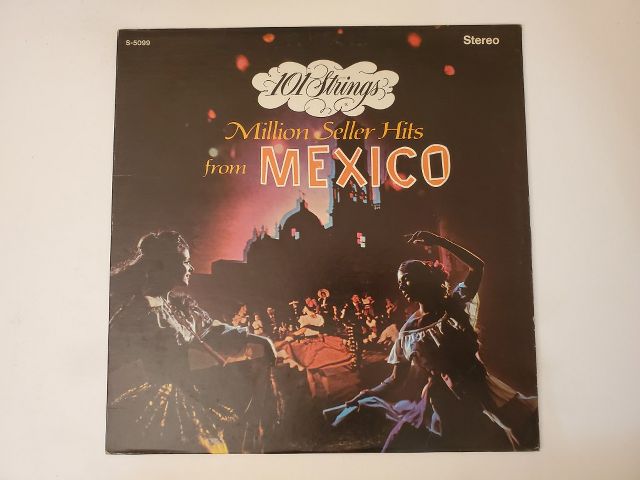 S-5099
Stereo
101 Strings
Million Seller Hits
from MEXICO